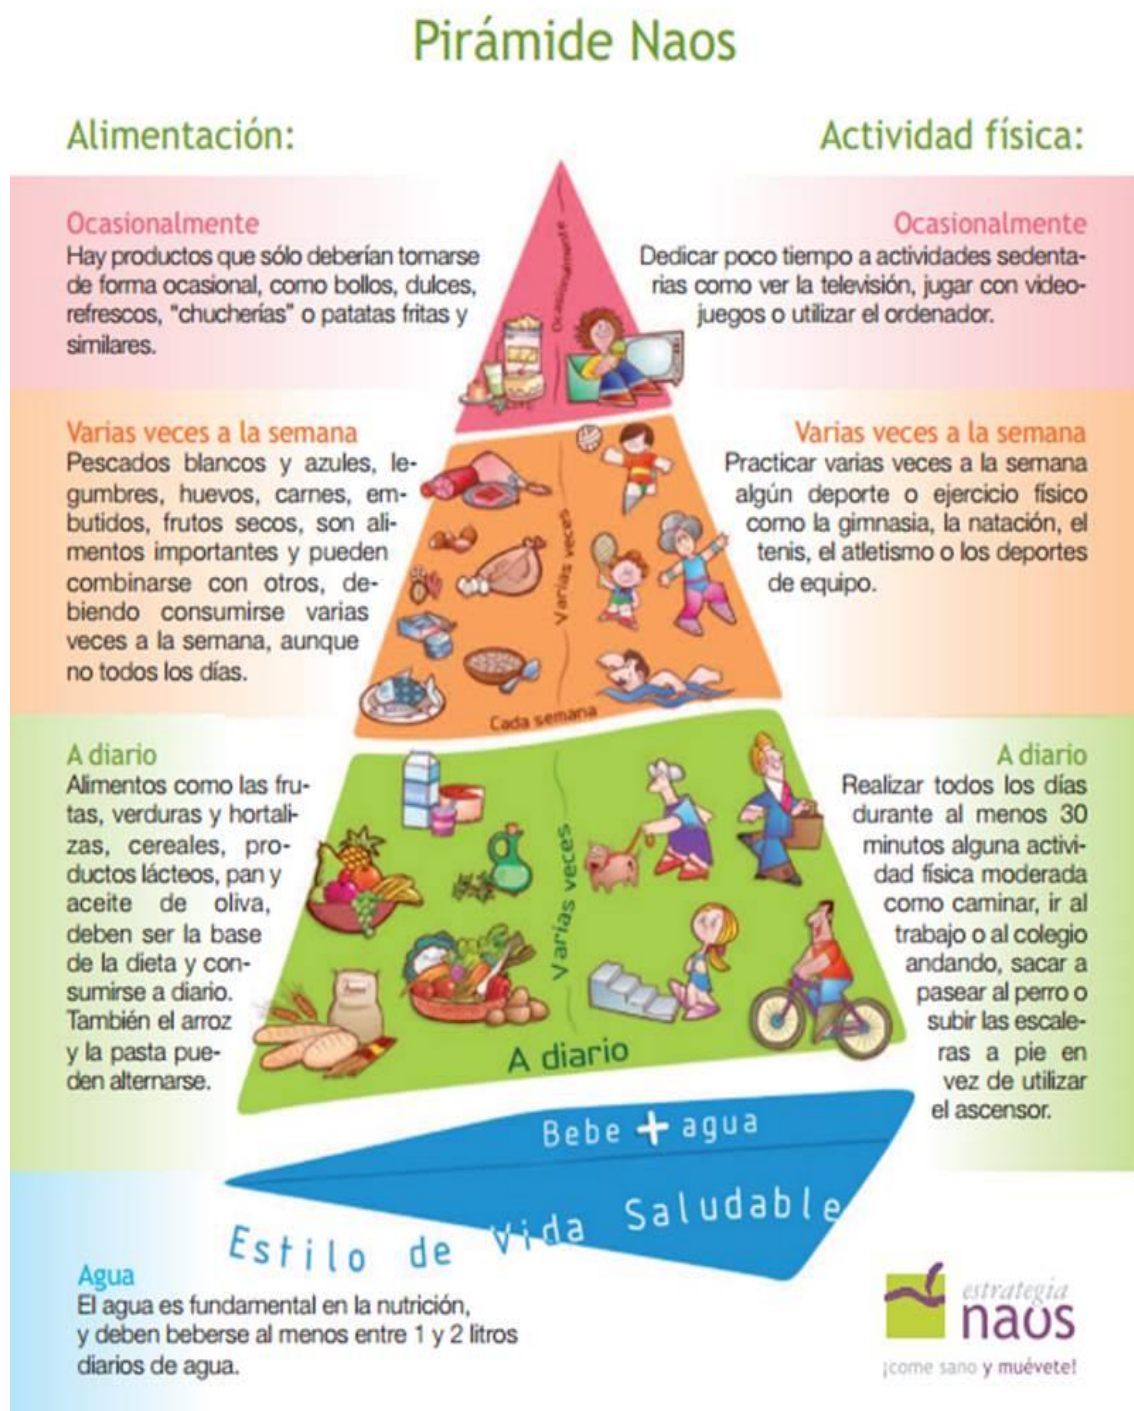 Pirámide Naos
Alimentación:
Actividad física:
Ocasionalmente
Hay productos que sólo deberían tomarse
de forma ocasional, como bollos, dulces,
refrescos, "chucherías" o patatas fritas y
similares.
Ocasionalmente
Dedicar poco tiempo a actividades sedenta-
rias como ver la televisión, jugar con video-
juegos o utilizar el ordenador.
Ocasionalmente
Varias veces a la semana
Pescados blancos y azules, le-
gumbres, huevos, carnes, em-
butidos, frutos secos, son ali-
mentos importantes y pueden
combinarse con otros, de-
biendo consumirse varias
veces a la semana, aunque
no todos los días.
Varias veces a la semana
Practicar varias veces a la semana
algún deporte o ejercicio físico
como la gimnasia, la natación, el
tenis, el atletismo o los deportes
de equipo.
Varias veces
Cada semana
A diario
Alimentos como las fru-
tas, verduras y hortali-
zas, cereales, pro-
ductos lácteos, pan y
aceite de oliva,
deben ser la base
de la dieta y con-
sumirse a diario.
También el arroz
y la pasta pue-
den alternarse.
A diario
Realizar todos los días
durante al menos 30
minutos alguna activi-
dad física moderada
como caminar, ir al
trabajo o al colegio
andando, sacar a
pasear al perro o
subir las escale-
ras a pie en
vez de utilizar
el ascensor.
Varias veces
A diario
Bebe + agua
Estilo de Vida Saludable
Agua
El agua es fundamental en la nutrición,
y deben beberse al menos entre 1 y 2 litros
diarios de agua.
estrategia
naos
¡come sano y muévete!